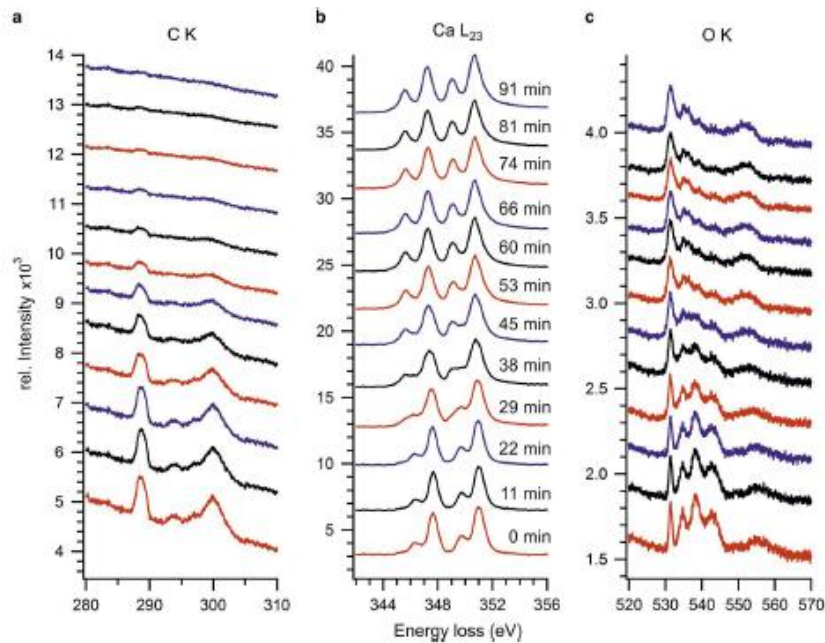 a
C K
14
13
12
11
10
9
8
7
6
5
4
rel. Intensity x10³
280
290
300
310
b
Ca L₂₃
40
35
30
25
20
15
10
5
91 min
81 min
74 min
66 min
60 min
53 min
45 min
38 min
29 min
22 min
11 min
0 min
344
348
352
356
Energy loss (eV)
c
O K
4.0
3.5
3.0
2.5
2.0
1.5
520
530
540
550
560
570